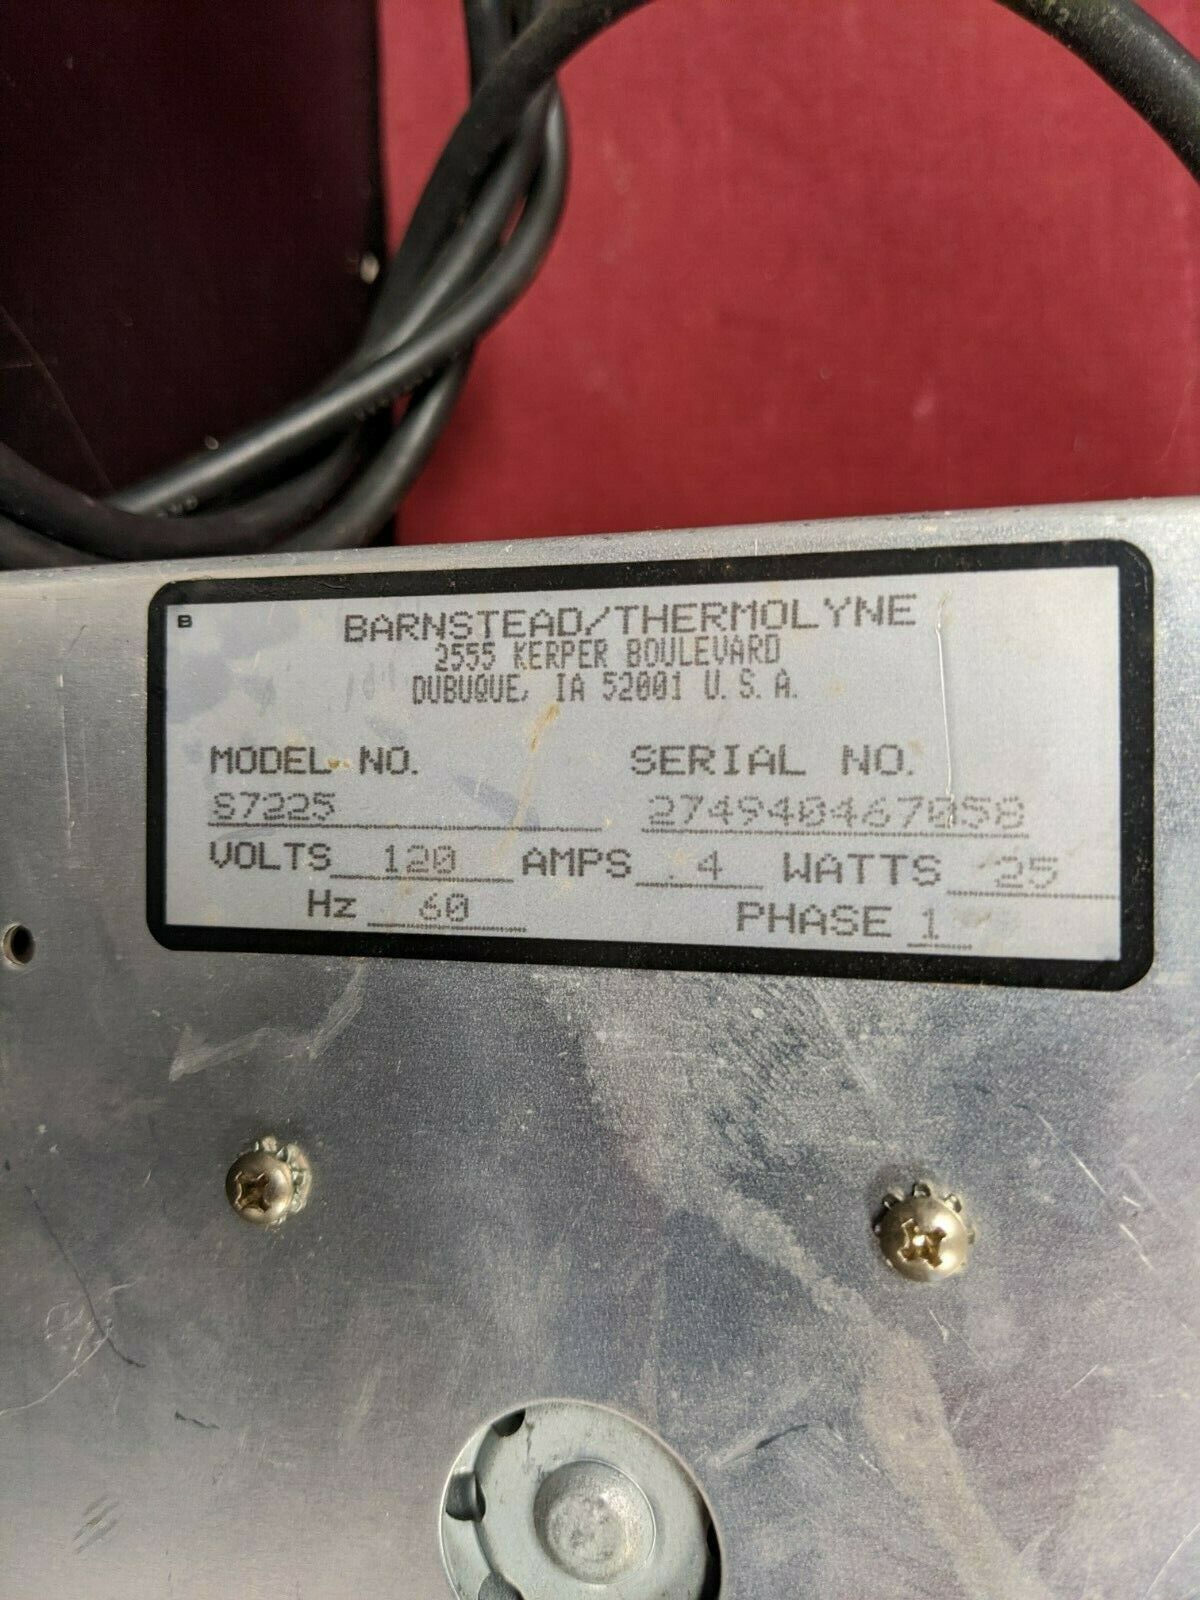 B
BARNSTEAD/THERMOLYNE
2555 KERPER BOULEVARD
DUBUQUE, IA 52001 U.S.A.
MODEL NO. SERIAL NO.
S7225 274940467058
VOLTS 120 AMPS .4 WATTS 25
Hz 60 PHASE 1